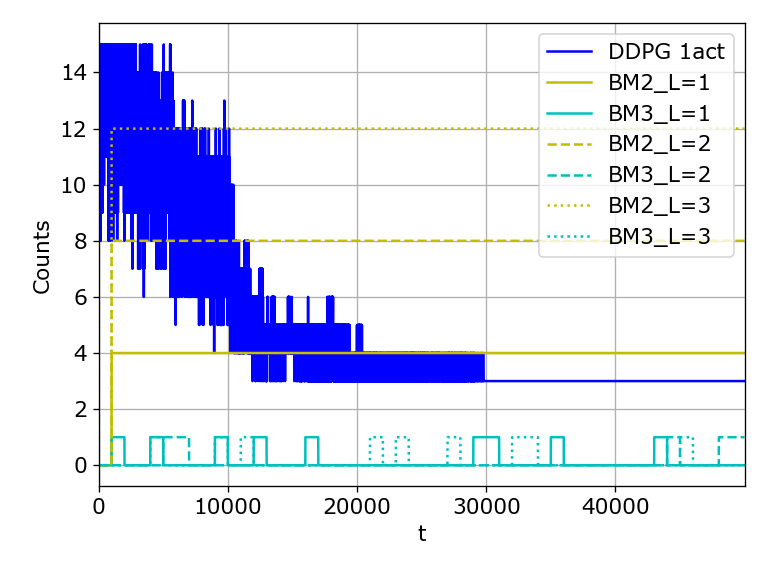 14
12
10
8
6
4
2
0
Counts
0
10000
20000
30000
40000
t
DDPG 1act
BM2_L=1
BM3_L=1
BM2_L=2
BM3_L=2
BM2_L=3
BM3_L=3